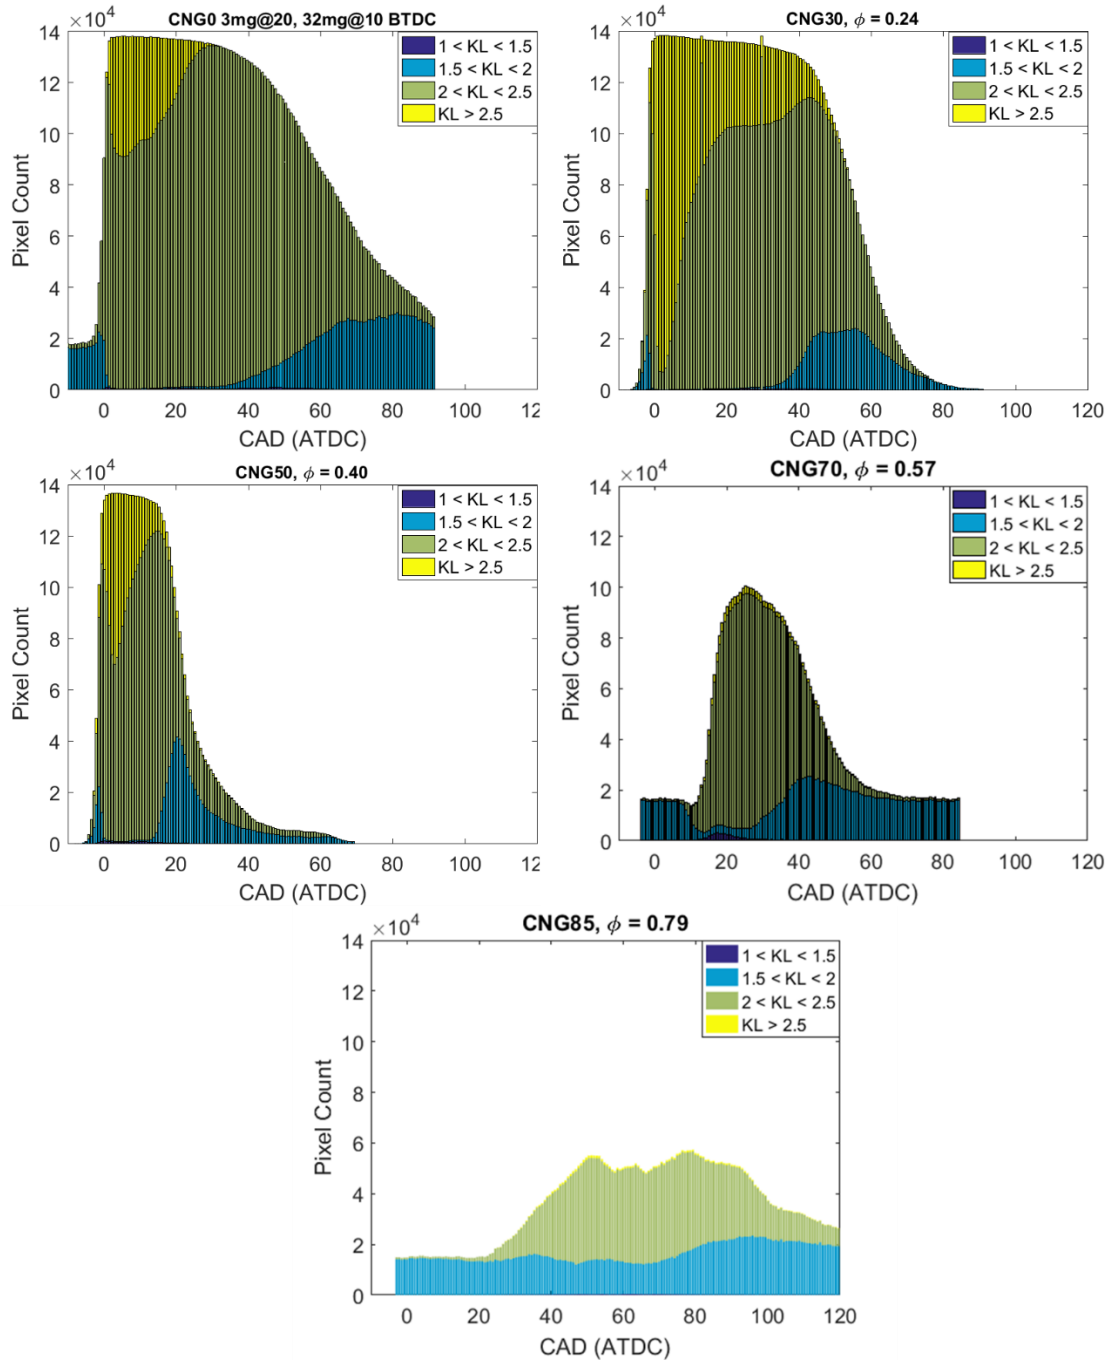 ×10⁴
CNG0 3mg@20, 32mg@10 BTDC
14
12
10
8
6
4
2
0
Pixel Count
1 < KL < 1.5
1.5 < KL < 2
2 < KL < 2.5
KL > 2.5
0 20 40 60 80 100 12
CAD (ATDC)
×10⁴
CNG30, ϕ = 0.24
14
12
10
8
6
4
2
0
Pixel Count
1 < KL < 1.5
1.5 < KL < 2
2 < KL < 2.5
KL > 2.5
0 20 40 60 80 100 120
CAD (ATDC)
×10⁴
CNG50, ϕ = 0.40
14
12
10
8
6
4
2
0
Pixel Count
1 < KL < 1.5
1.5 < KL < 2
2 < KL < 2.5
KL > 2.5
0 20 40 60 80 100 12
CAD (ATDC)
×10⁴
CNG70, ϕ = 0.57
14
12
10
8
6
4
2
0
Pixel Count
1 < KL < 1.5
1.5 < KL < 2
2 < KL < 2.5
KL > 2.5
0 20 40 60 80 100 120
CAD (ATDC)
×10⁴
CNG85, ϕ = 0.79
14
12
10
8
6
4
2
0
Pixel Count
1 < KL < 1.5
1.5 < KL < 2
2 < KL < 2.5
KL > 2.5
0 20 40 60 80 100 120
CAD (ATDC)